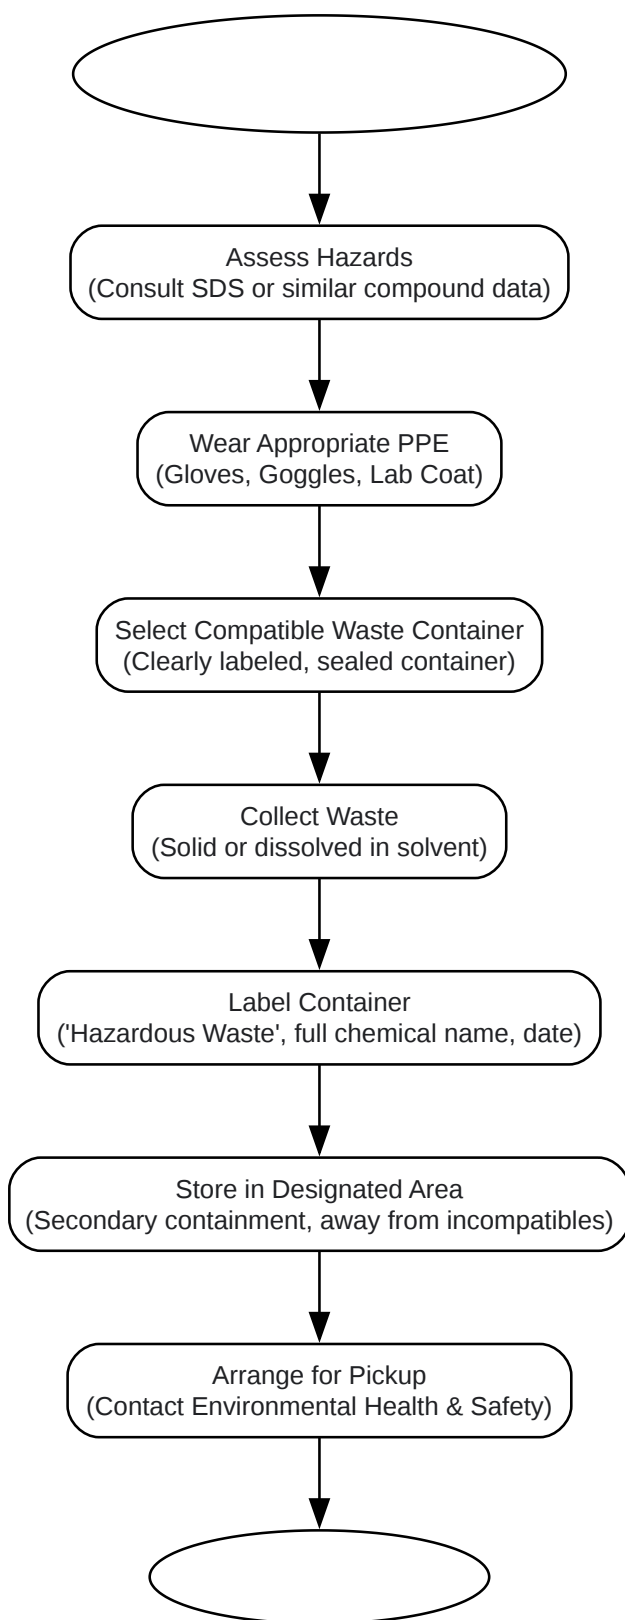 Assess Hazards
(Consult SDS or similar compound data)
Wear Appropriate PPE
(Gloves, Goggles, Lab Coat)
Select Compatible Waste Container
(Clearly labeled, sealed container)
Collect Waste
(Solid or dissolved in solvent)
Label Container
('Hazardous Waste', full chemical name, date)
Store in Designated Area
(Secondary containment, away from incompatibles)
Arrange for Pickup
(Contact Environmental Health & Safety)